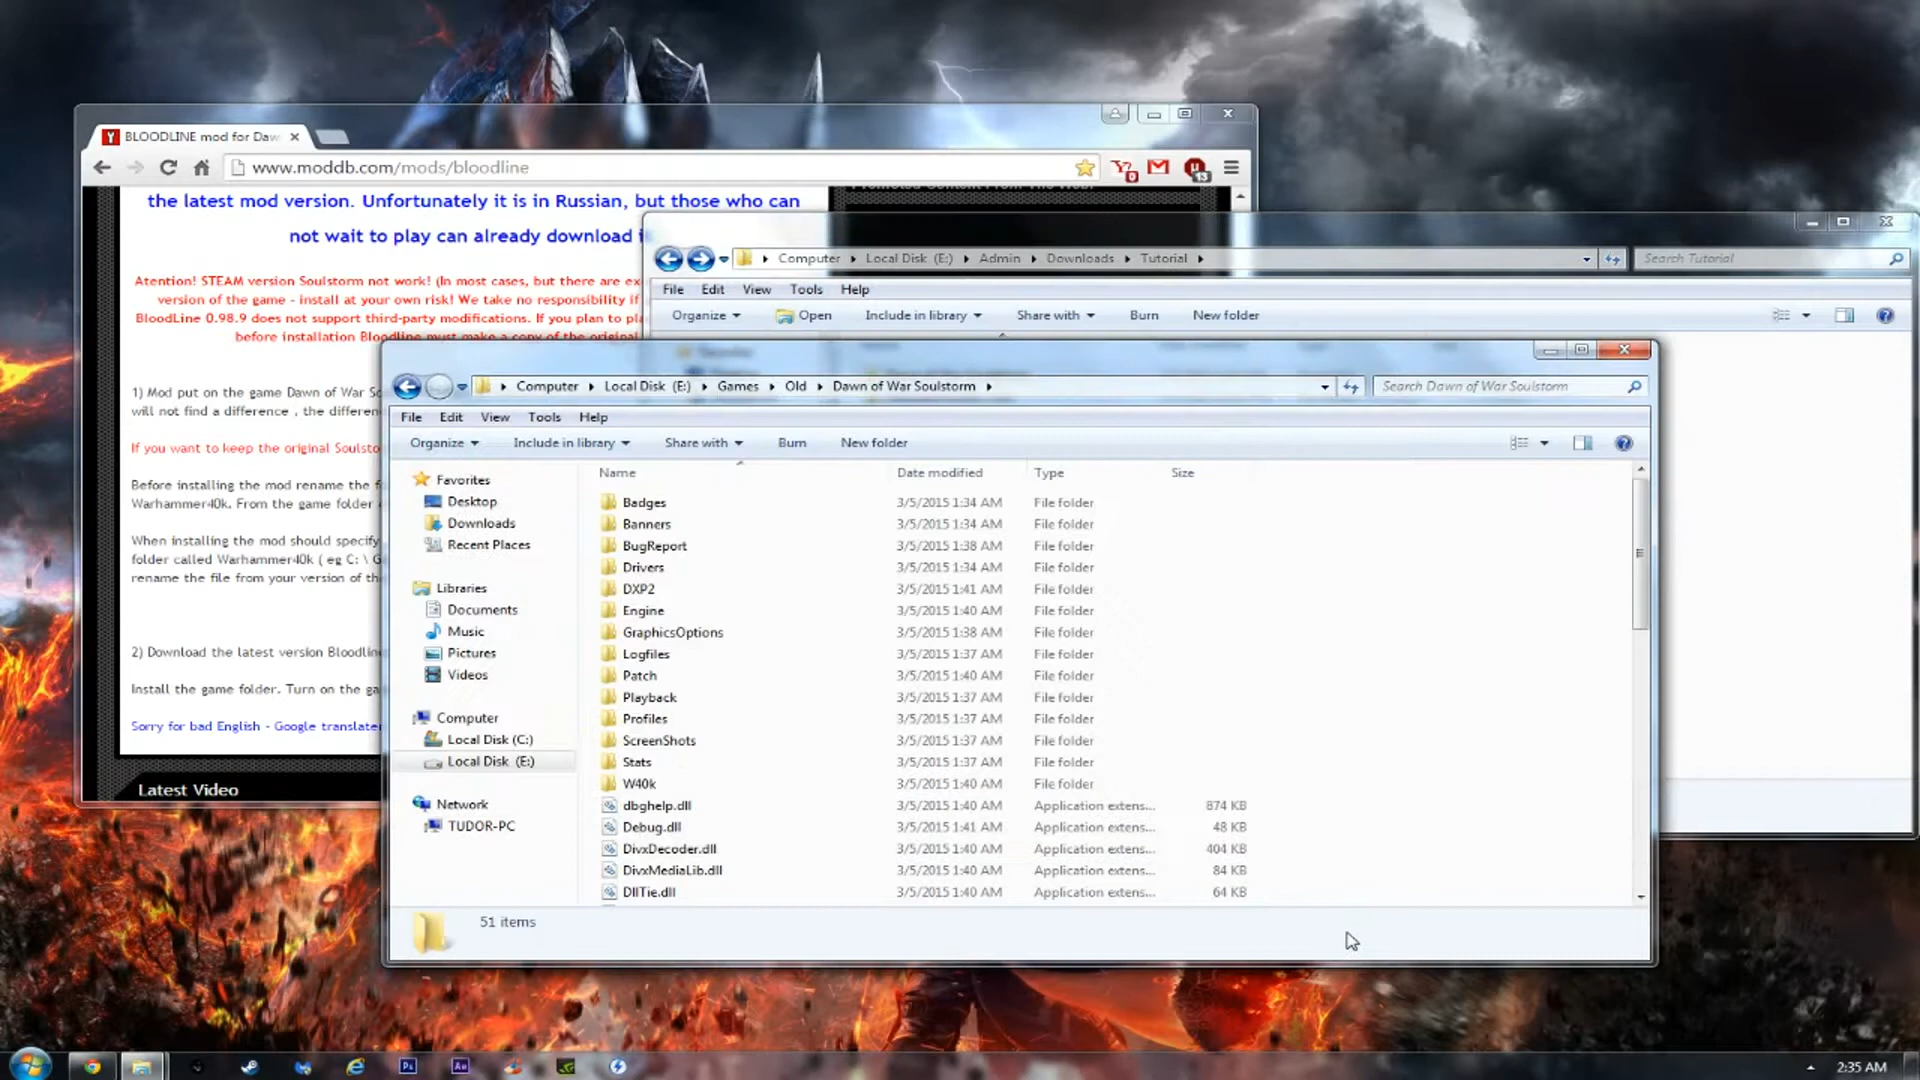 BLOODLINE mod for Daw
www.moddb.com/mods/bloodline
the latest mod version. Unfortunately it is in Russian, but those who can
not wait to play can already download i
Atention! STEAM version Soulstorm not work! (In most cases, but there are ex
version of the game - install at your own risk! We take no responsibility if
BloodLine 0.98.9 does not support third-party modifications. If you plan to pla
before installation Bloodline must make a copy of the original
1) Mod put on the game Dawn of War So
will not find a difference , the differen
If you want to keep the original Soulsto
Before installing the mod rename the f
Warhammer40k. From the game folder
When installing the mod should specify
folder called Warhammer40k ( eg C: \ G
rename the file from your version of the
2) Download the latest version Bloodlin
Install the game folder. Turn on the ga
Sorry for bad English - Google translate
Latest Video
Computer Local Disk (E:) Admin Downloads Tutorial
Search Tutorial
File Edit View Tools Help
Organize Open Include in library Share with Burn New folder
Computer Local Disk (E:) Games Old Dawn of War Soulstorm
Search Dawn of War Soulstorm
File Edit View Tools Help
Organize Include in library Share with Burn New folder
Favorites
Desktop
Downloads
Recent Places
Libraries
Documents
Music
Pictures
Videos
Computer
Local Disk (C:)
Local Disk (E:)
Network
TUDOR-PC
Name Date modified Type Size
Badges 3/5/2015 1:34 AM File folder
Banners 3/5/2015 1:34 AM File folder
BugReport 3/5/2015 1:38 AM File folder
Drivers 3/5/2015 1:34 AM File folder
DXP2 3/5/2015 1:41 AM File folder
Engine 3/5/2015 1:40 AM File folder
GraphicsOptions 3/5/2015 1:38 AM File folder
Logfiles 3/5/2015 1:37 AM File folder
Patch 3/5/2015 1:40 AM File folder
Playback 3/5/2015 1:37 AM File folder
Profiles 3/5/2015 1:37 AM File folder
ScreenShots 3/5/2015 1:37 AM File folder
Stats 3/5/2015 1:37 AM File folder
W40k 3/5/2015 1:40 AM File folder
dbghelp.dll 3/5/2015 1:40 AM Application extens... 874 KB
Debug.dll 3/5/2015 1:41 AM Application extens... 48 KB
DivxDecoder.dll 3/5/2015 1:40 AM Application extens... 404 KB
DivxMediaLib.dll 3/5/2015 1:40 AM Application extens... 84 KB
DllTie.dll 3/5/2015 1:40 AM Application extens... 64 KB
51 items
2:35 AM